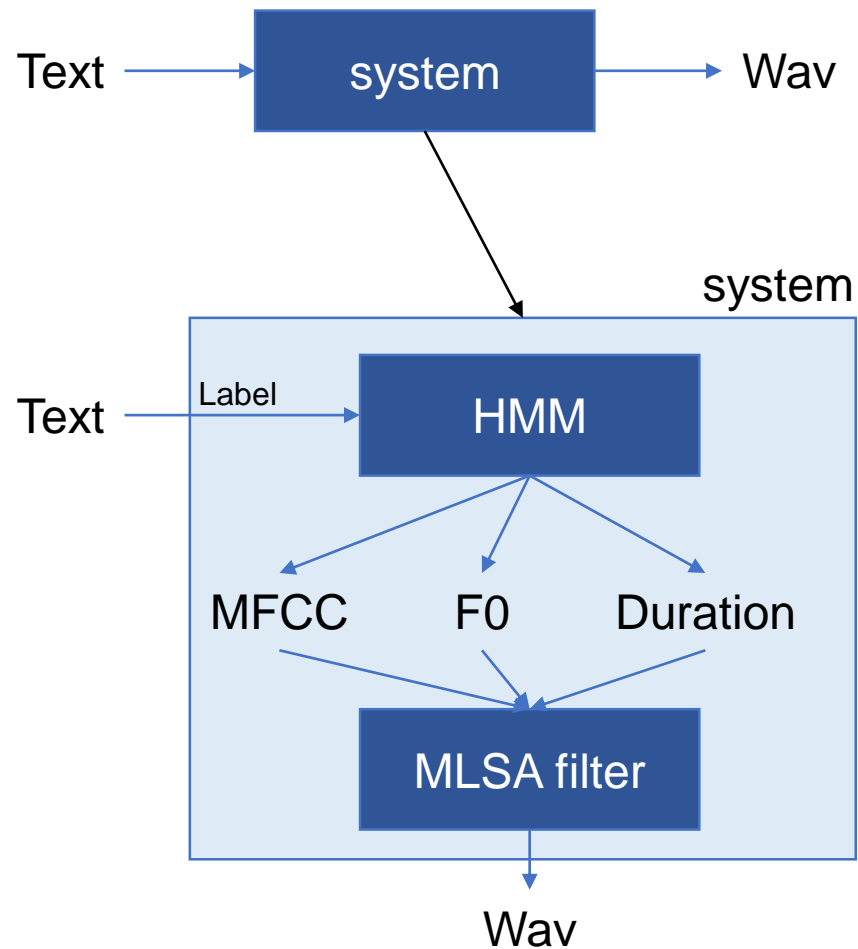 Text
system
Wav
system
Label
Text
HMM
MFCC
F0
Duration
MLSA filter
Wav